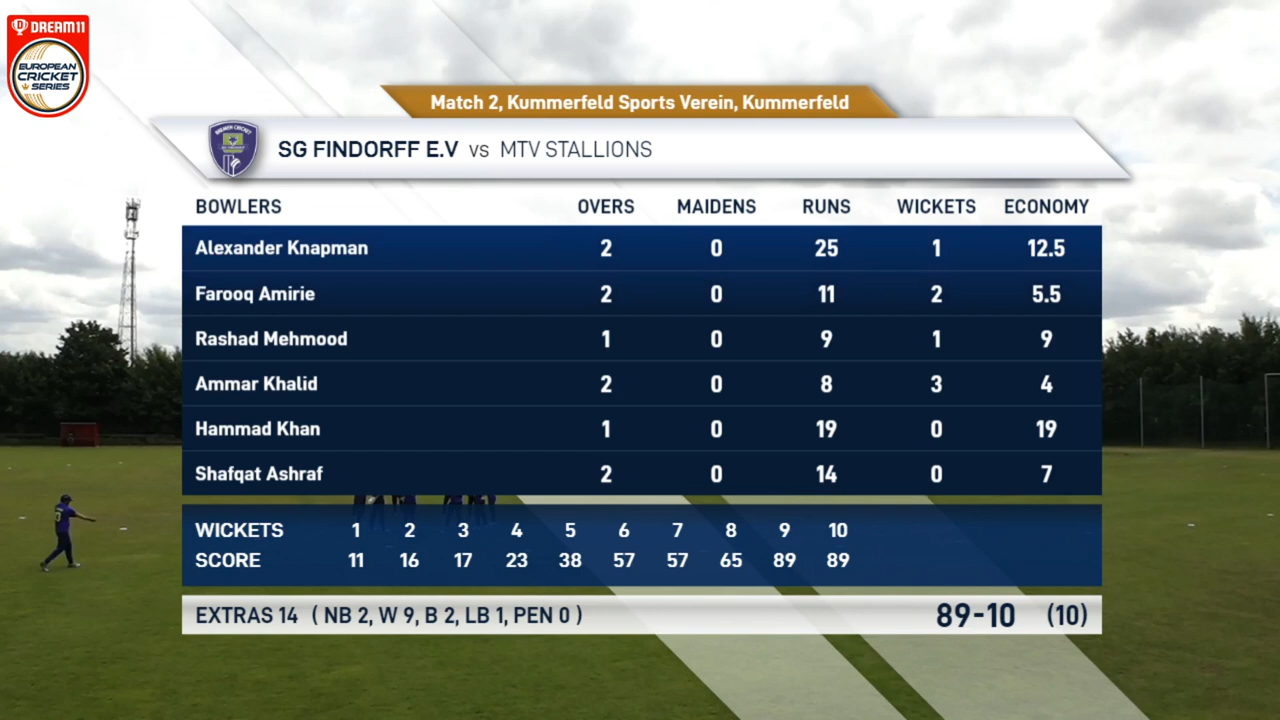 DREAM11
EUROPEAN
CRICKET
SERIES
Match 2, Kummerfeld Sports Verein, Kummerfeld
SG FINDORFF E.V vs MTV STALLIONS
BOWLERS OVERS MAIDENS RUNS WICKETS ECONOMY
Alexander Knapman 2 0 25 1 12.5
Farooq Amirie 2 0 11 2 5.5
Rashad Mehmood 1 0 9 1 9
Ammar Khalid 2 0 8 3 4
Hammad Khan 1 0 19 0 19
Shafqat Ashraf 2 0 14 0 7
WICKETS 1 2 3 4 5 6 7 8 9 10
SCORE 11 16 17 23 38 57 57 65 89 89
EXTRAS 14 ( NB 2, W 9, B 2, LB 1, PEN 0 ) 89-10 (10)